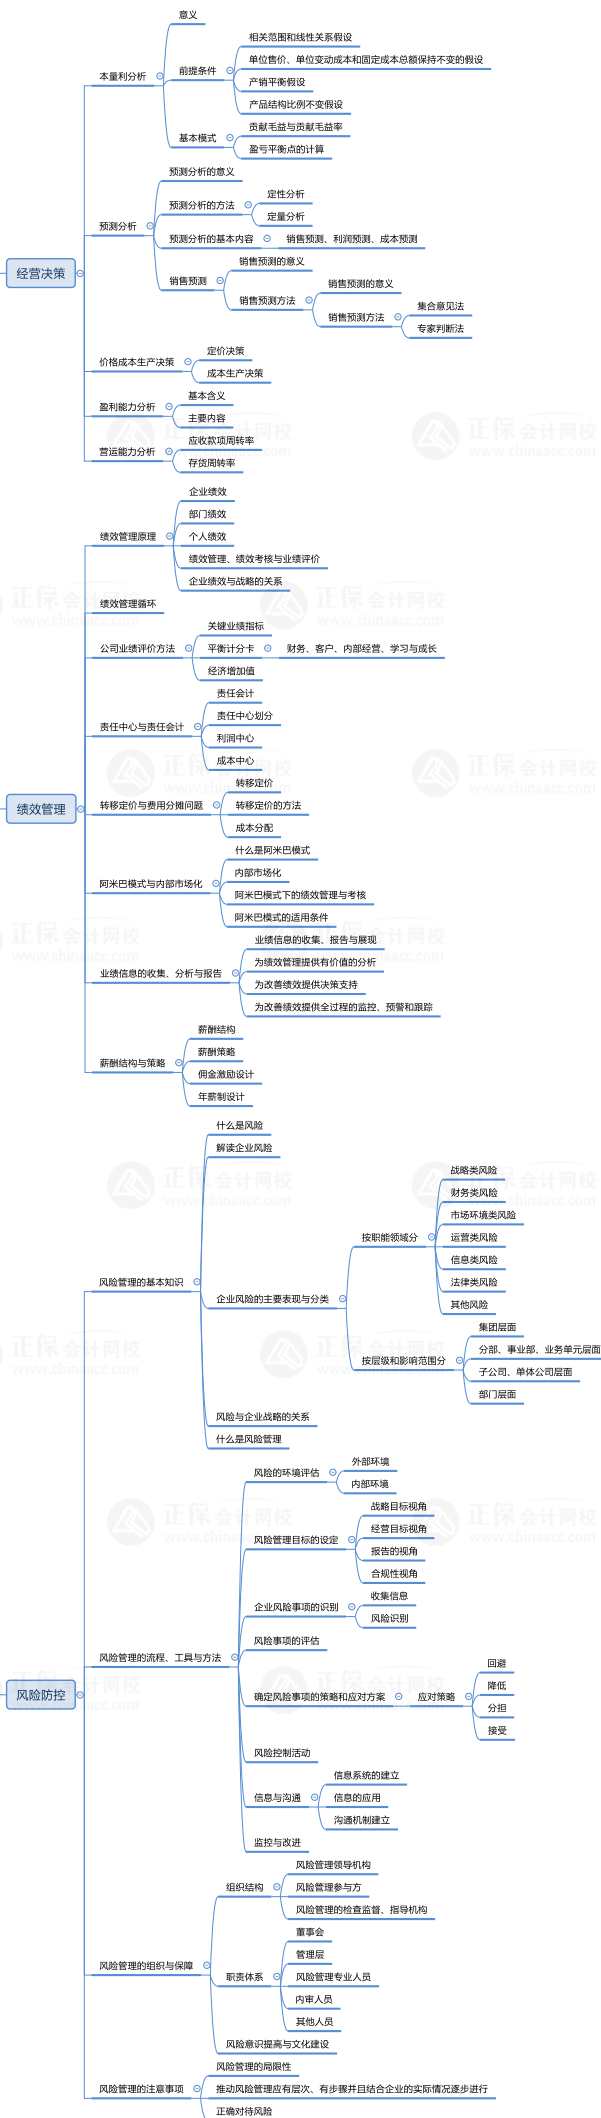 意义
相关范围和线性关系假设
单位售价、单位变动成本和固定成本总额保持不变的假设
前提条件
本量利分析
产销平衡假设
产品结构比例不变假设
贡献毛益与贡献毛益率
基本模式
盈亏平衡点的计算
预测分析的意义
定性分析
预测分析的方法
定量分析
预测分析
预测分析的基本内容
销售预测、利润预测、成本预测
销售预测的意义
销售预测
销售预测的意义
销售预测方法
集合意见法
销售预测方法
专家判断法
经营决策
定价决策
价格成本生产决策
成本生产决策
基本含义
盈利能力分析
主要内容
应收款项周转率
营运能力分析
存货周转率
企业绩效
部门绩效
绩效管理原理
个人绩效
绩效管理、绩效考核与业绩评价
企业绩效与战略的关系
绩效管理循环
关键业绩指标
公司业绩评价方法
平衡计分卡
财务、客户、内部经营、学习与成长
经济增加值
责任会计
责任中心划分
责任中心与责任会计
利润中心
成本中心
转移定价
绩效管理
转移定价与费用分摊问题
转移定价的方法
成本分配
什么是阿米巴模式
内部市场化
阿米巴模式与内部市场化
阿米巴模式下的绩效管理与考核
阿米巴模式的适用条件
业绩信息的收集、报告与展现
为绩效管理提供有价值的分析
业绩信息的收集、分析与报告
为改善绩效提供决策支持
为改善绩效提供全过程的监控、预警和跟踪
薪酬结构
薪酬策略
薪酬结构与策略
佣金激励设计
年薪制设计
什么是风险
解读企业风险
战略类风险
财务类风险
市场环境类风险
按职能领域分
运营类风险
信息类风险
法律类风险
风险管理的基本知识
企业风险的主要表现与分类
其他风险
集团层面
分部、事业部、业务单元层面
按层级和影响范围分
子公司、单体公司层面
部门层面
风险与企业战略的关系
什么是风险管理
外部环境
风险的环境评估
内部环境
战略目标视角
经营目标视角
风险管理目标的设定
报告的视角
合规性视角
收集信息
企业风险事项的识别
风险识别
风险事项的评估
风险管理的流程、工具与方法
回避
降低
确定风险事项的策略和应对方案
应对策略
风险防控
分担
接受
风险控制活动
信息系统的建立
信息与沟通
信息的应用
沟通机制建立
监控与改进
风险管理领导机构
组织结构
风险管理参与方
风险管理的检查监督、指导机构
董事会
管理层
风险管理的组织与保障
职责体系
风险管理专业人员
内审人员
其他人员
风险意识提高与文化建设
风险管理的局限性
风险管理的注意事项
推动风险管理应有层次、有步骤并且结合企业的实际情况逐步进行
正确对待风险
正保会计网校
www.chinaacc.com